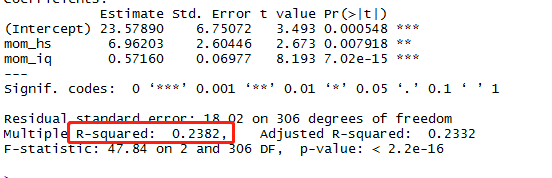 Coefficients:
Estimate Std. Error t value Pr(>|t|)
(Intercept) 23.57890 6.75072 3.493 0.000548 ***
mom_hs 6.96203 2.60446 2.673 0.007918 **
mom_iq 0.57160 0.06977 8.193 7.02e-15 ***
---
Signif. codes: 0 ‘***’ 0.001 ‘**’ 0.01 ‘*’ 0.05 ‘.’ 0.1 ‘ ’ 1
Residual standard error: 18.02 on 306 degrees of freedom
Multiple R-squared: 0.2382, Adjusted R-squared: 0.2332
F-statistic: 47.84 on 2 and 306 DF, p-value: < 2.2e-16
>